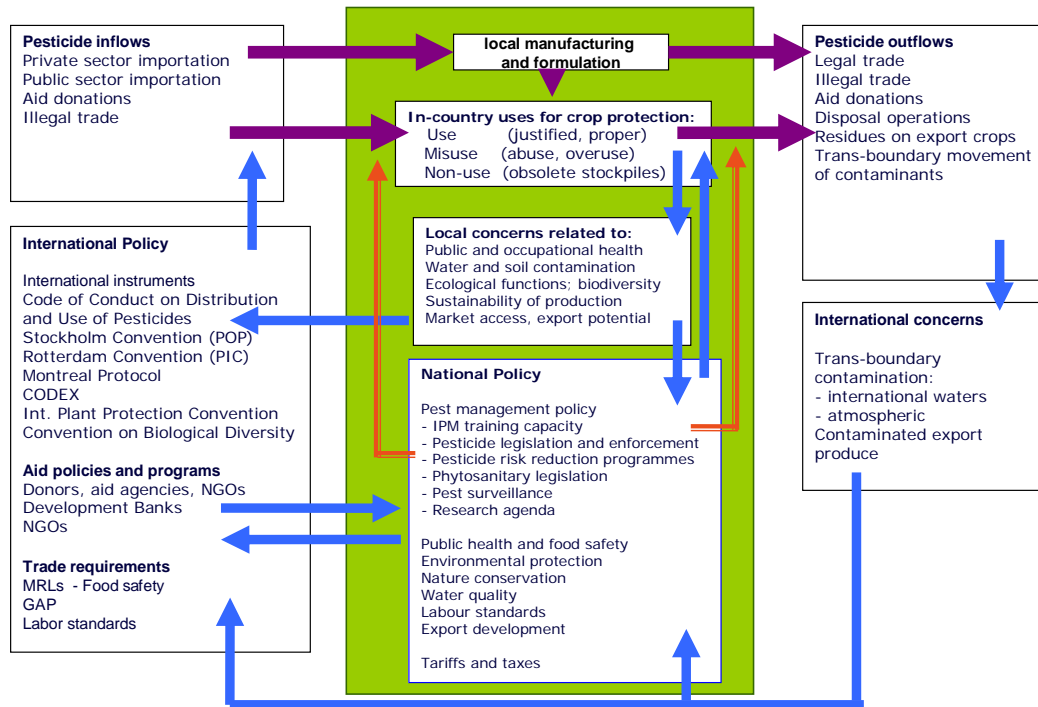 Pesticide inflows
Private sector importation
Public sector importation
Aid donations
Illegal trade
local manufacturing
and formulation
In-country uses for crop protection:
Use (justified, proper)
Misuse (abuse, overuse)
Non-use (obsolete stockpiles)
Pesticide outflows
Legal trade
Illegal trade
Aid donations
Disposal operations
Residues on export crops
Trans-boundary movement
of contaminants
International Policy
International instruments
Code of Conduct on Distribution
and Use of Pesticides
Stockholm Convention (POP)
Rotterdam Convention (PIC)
Montreal Protocol
CODEX
Int. Plant Protection Convention
Convention on Biological Diversity
Aid policies and programs
Donors, aid agencies, NGOs
Development Banks
NGOs
Trade requirements
MRLs - Food safety
GAP
Labor standards
Local concerns related to:
Public and occupational health
Water and soil contamination
Ecological functions; biodiversity
Sustainability of production
Market access, export potential
National Policy
Pest management policy
- IPM training capacity
- Pesticide legislation and enforcement
- Pesticide risk reduction programmes
- Phytosanitary legislation
- Pest surveillance
- Research agenda
Public health and food safety
Environmental protection
Nature conservation
Water quality
Labour standards
Export development
Tariffs and taxes
International concerns
Trans-boundary
contamination:
- international waters
- atmospheric
Contaminated export
produce